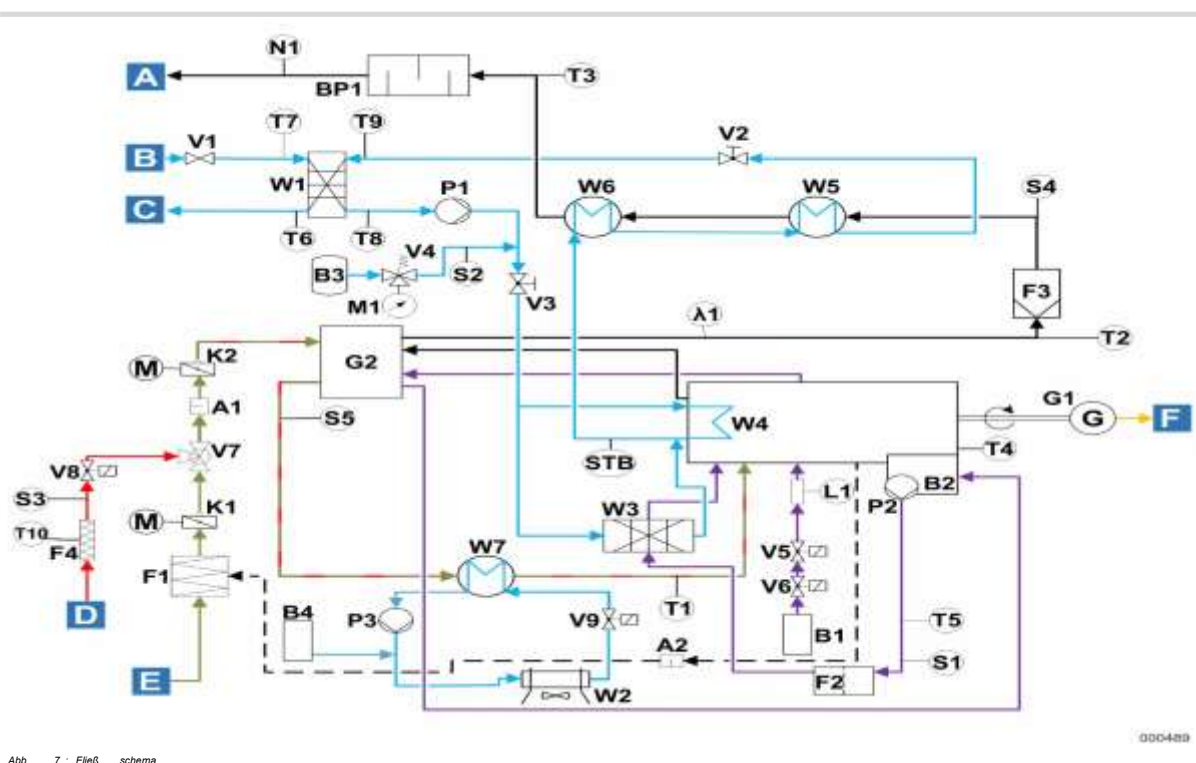 N1
A
BP1
T3
T7
T9
V1
V2
B
W1
P1
W6
W5
S4
C
T6
T8
V4
B3
S2
F3
M1
V3
λ1
T2
K2
G2
M
A1
G1
S5
W4
G
F
V7
V8
STB
T4
S3
L1
B2
K1
W3
P2
M
T10
F4
W7
V5
F1
V6
D
T1
B4
P3
V9
B1
T5
A2
S1
E
F2
W2
000489
Abb 7 : Fließ schema